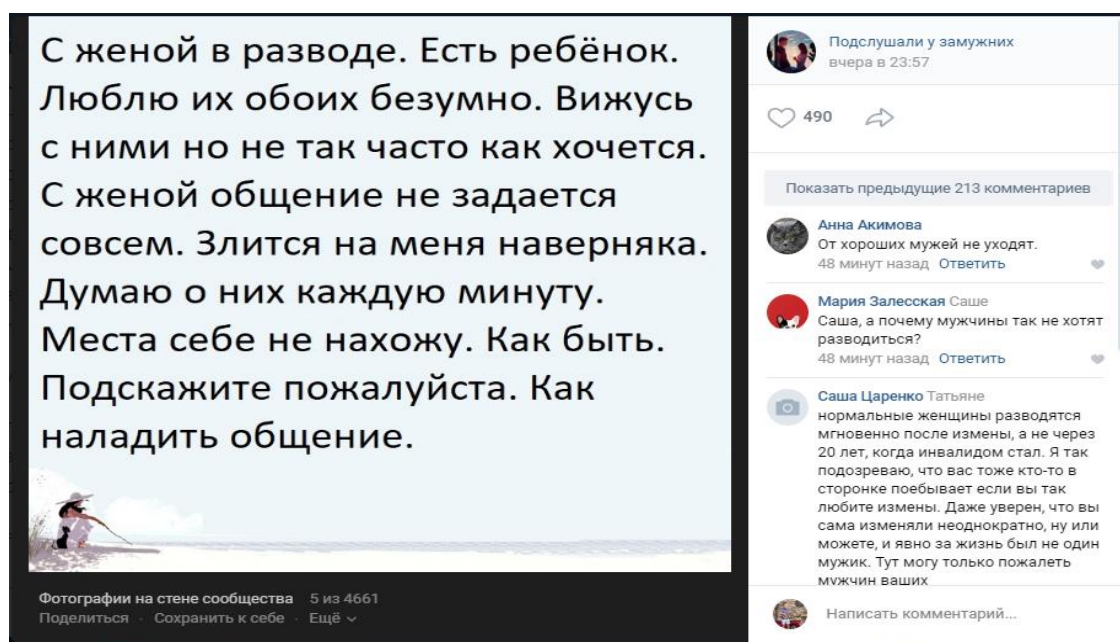 С женой в разводе. Есть ребёнок.
Люблю их обоих безумно. Вижусь
с ними но не так часто как хочется.
С женой общение не задается
совсем. Злится на меня наверняка.
Думаю о них каждую минуту.
Места себе не нахожу. Как быть.
Подскажите пожалуйста. Как
наладить общение.
Фотографии на стене сообщества 5 из 4661
Поделиться · Сохранить к себе · Ещё
Подслушали у замужних
вчера в 23:57
490
Показать предыдущие 213 комментариев
Анна Акимова
От хороших мужей не уходят.
48 минут назад Ответить
Мария Залесская Саше
Саша, а почему мужчины так не хотят
разводиться?
48 минут назад Ответить
Саша Царенко Татьяне
нормальные женщины разводятся
мгновенно после измены, а не через
20 лет, когда инвалидом стал. Я так
подозреваю, что вас тоже кто-то в
сторонке поебывает если вы так
любите измены. Даже уверен, что вы
сама изменяли неоднократно, ну или
можете, и явно за жизнь был не один
мужик. Тут могу только пожалеть
мужчин ваших
Написать комментарий...